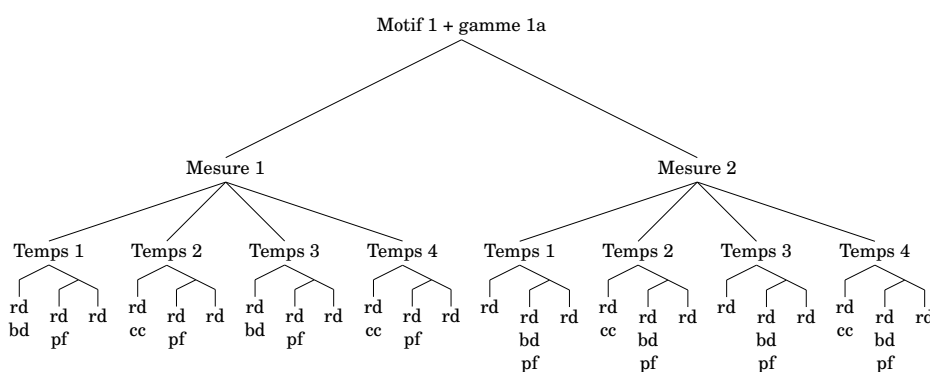 Motif 1 + gamme 1a
Mesure 1 Mesure 2
Temps 1 Temps 2 Temps 3 Temps 4 Temps 1 Temps 2 Temps 3 Temps 4
rd rd rd rd rd rd rd rd rd rd rd rd rd rd rd rd rd rd rd rd rd rd rd rd
bd pf cc pf bd pf cc pf bd cc bd bd cc bd
pf pf pf pf